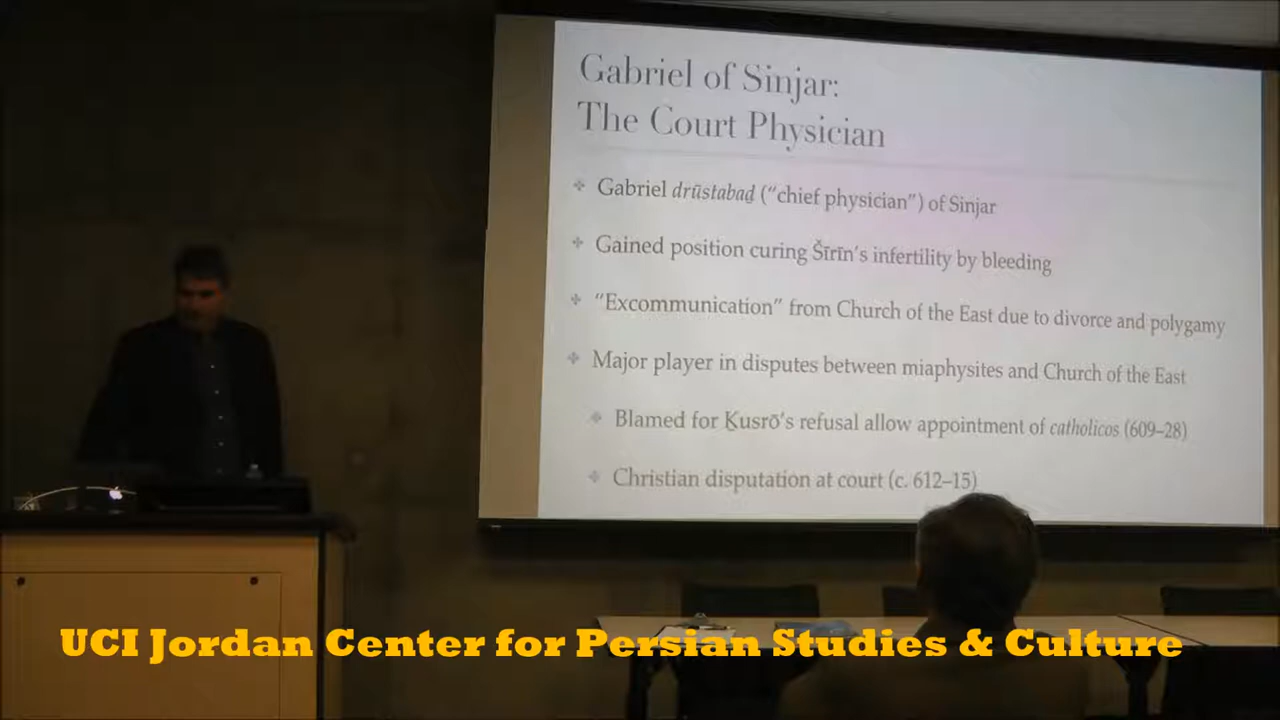 Gabriel of Sinjar:
The Court Physician
Gabriel drūstabaḏ (“chief physician”) of Sinjar
Gained position curing Šīrīn’s infertility by bleeding
“Excommunication” from Church of the East due to divorce and polygamy
Major player in disputes between miaphysites and Church of the East
Blamed for Ḵusrō’s refusal allow appointment of catholicos (609–28)
Christian disputation at court (c. 612–15)
UCI Jordan Center for Persian Studies & Culture